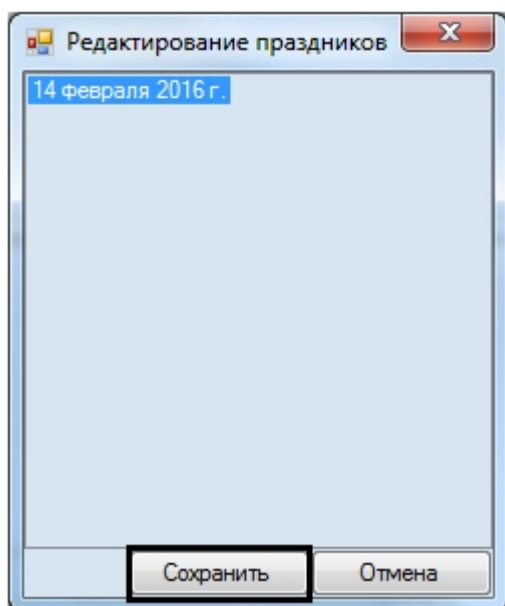 Редактирование праздников
14 февраля 2016 г.
Сохранить
Отмена